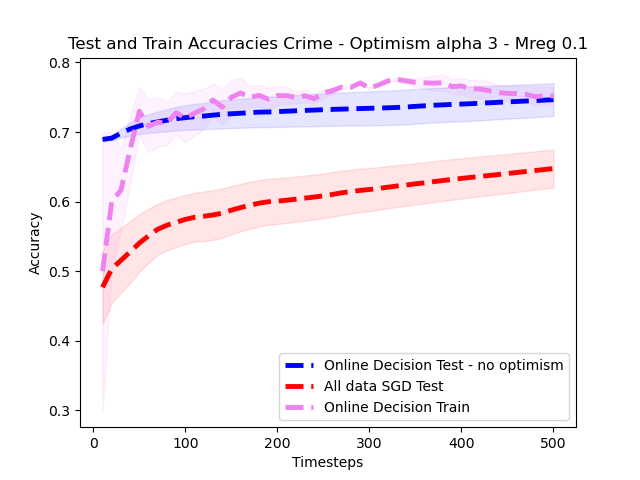 Test and Train Accuracies Crime - Optimism alpha 3 - Mreg 0.1
0.8
0.7
0.6
0.5
0.4
0.3
Accuracy
Online Decision Test - no optimism
All data SGD Test
Online Decision Train
0 100 200 300 400 500
Timesteps